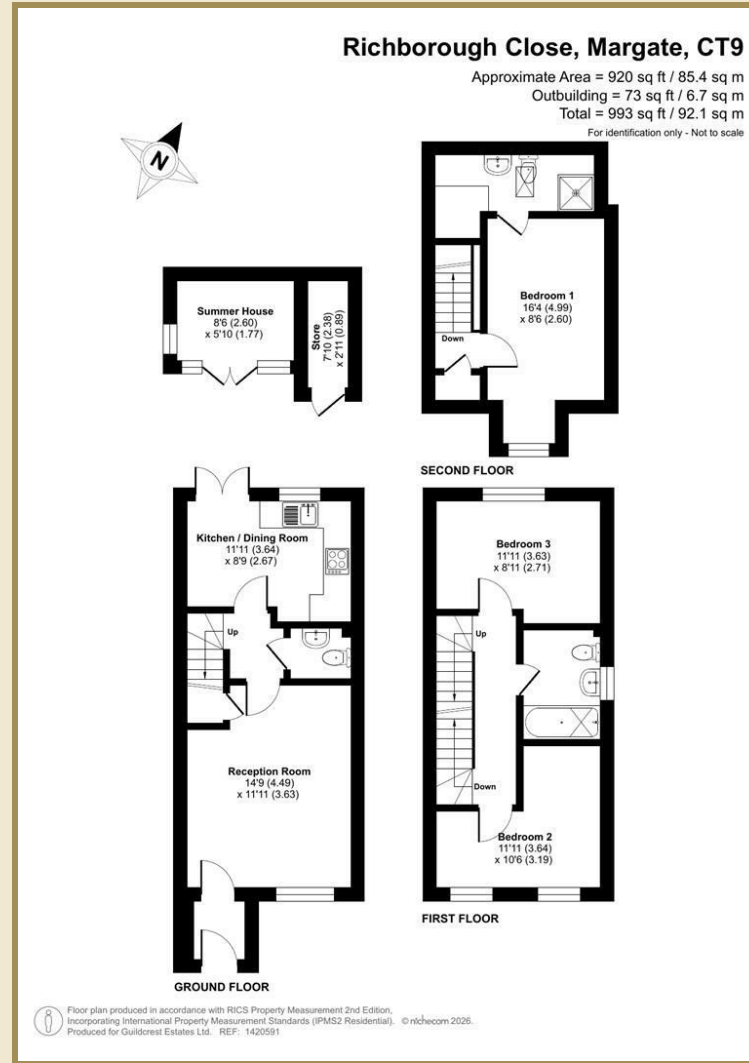 Richborough Close, Margate, CT9
Approximate Area = 920 sq ft / 85.4 sq m
Outbuilding = 73 sq ft / 6.7 sq m
Total = 993 sq ft / 92.1 sq m
For identification only - Not to scale
N
Summer House
8'6 (2.60)
x 5'10 (1.77)
Store
7'10 (2.38)
x 2'11 (0.89)
Bedroom 1
16'4 (4.99)
x 8'6 (2.60)
Down
SECOND FLOOR
Kitchen / Dining Room
11'11 (3.64)
x 8'9 (2.67)
Up
Reception Room
14'9 (4.49)
x 11'11 (3.63)
GROUND FLOOR
Bedroom 3
11'11 (3.63)
x 8'11 (2.71)
Up
Down
Bedroom 2
11'11 (3.64)
x 10'6 (3.19)
FIRST FLOOR
Floor plan produced in accordance with RICS Property Measurement 2nd Edition,
Incorporating International Property Measurement Standards (IPMS2 Residential). © nichecom 2026.
Produced for Guildcrest Estates Ltd. REF: 1420591